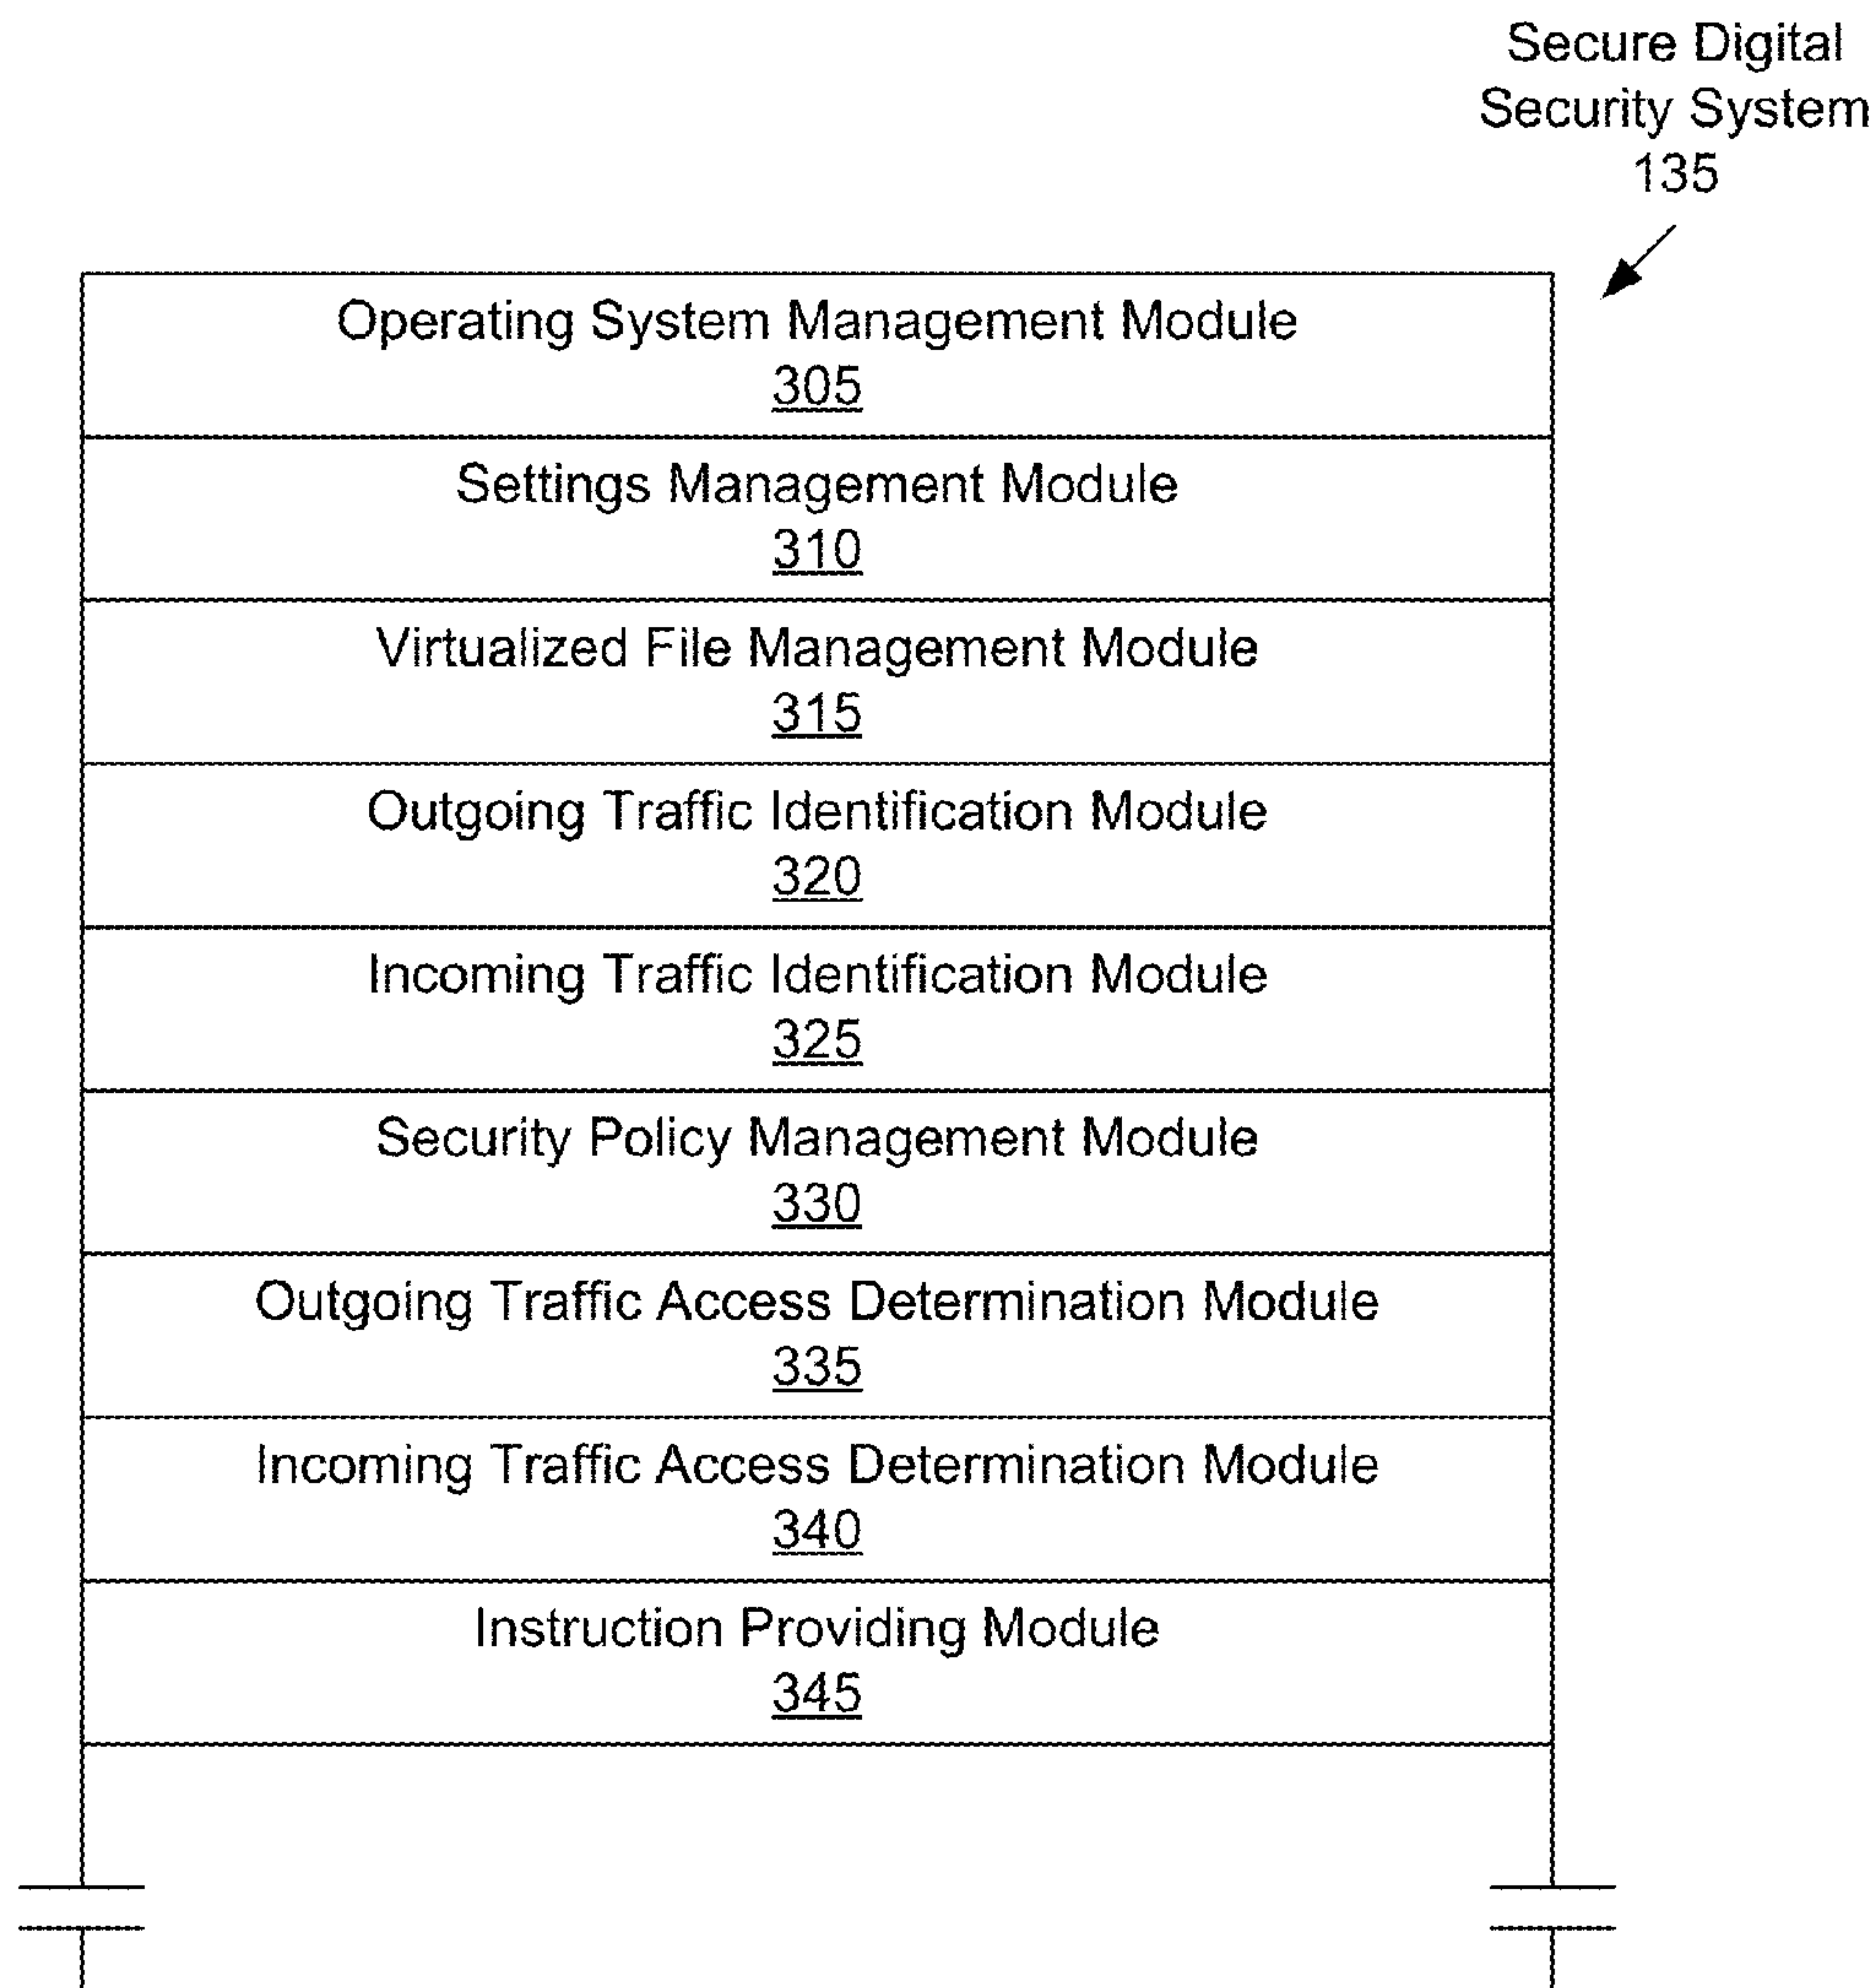 Secure Digital
Security System
135
Operating System Management Module
305
Settings Management Module
310
Virtualized File Management Module
315
Outgoing Traffic Identification Module
320
Incoming Traffic Identification Module
325
Security Policy Management Module
330
Outgoing Traffic Access Determination Module
335
Incoming Traffic Access Determination Module
340
Instruction Providing Module
345